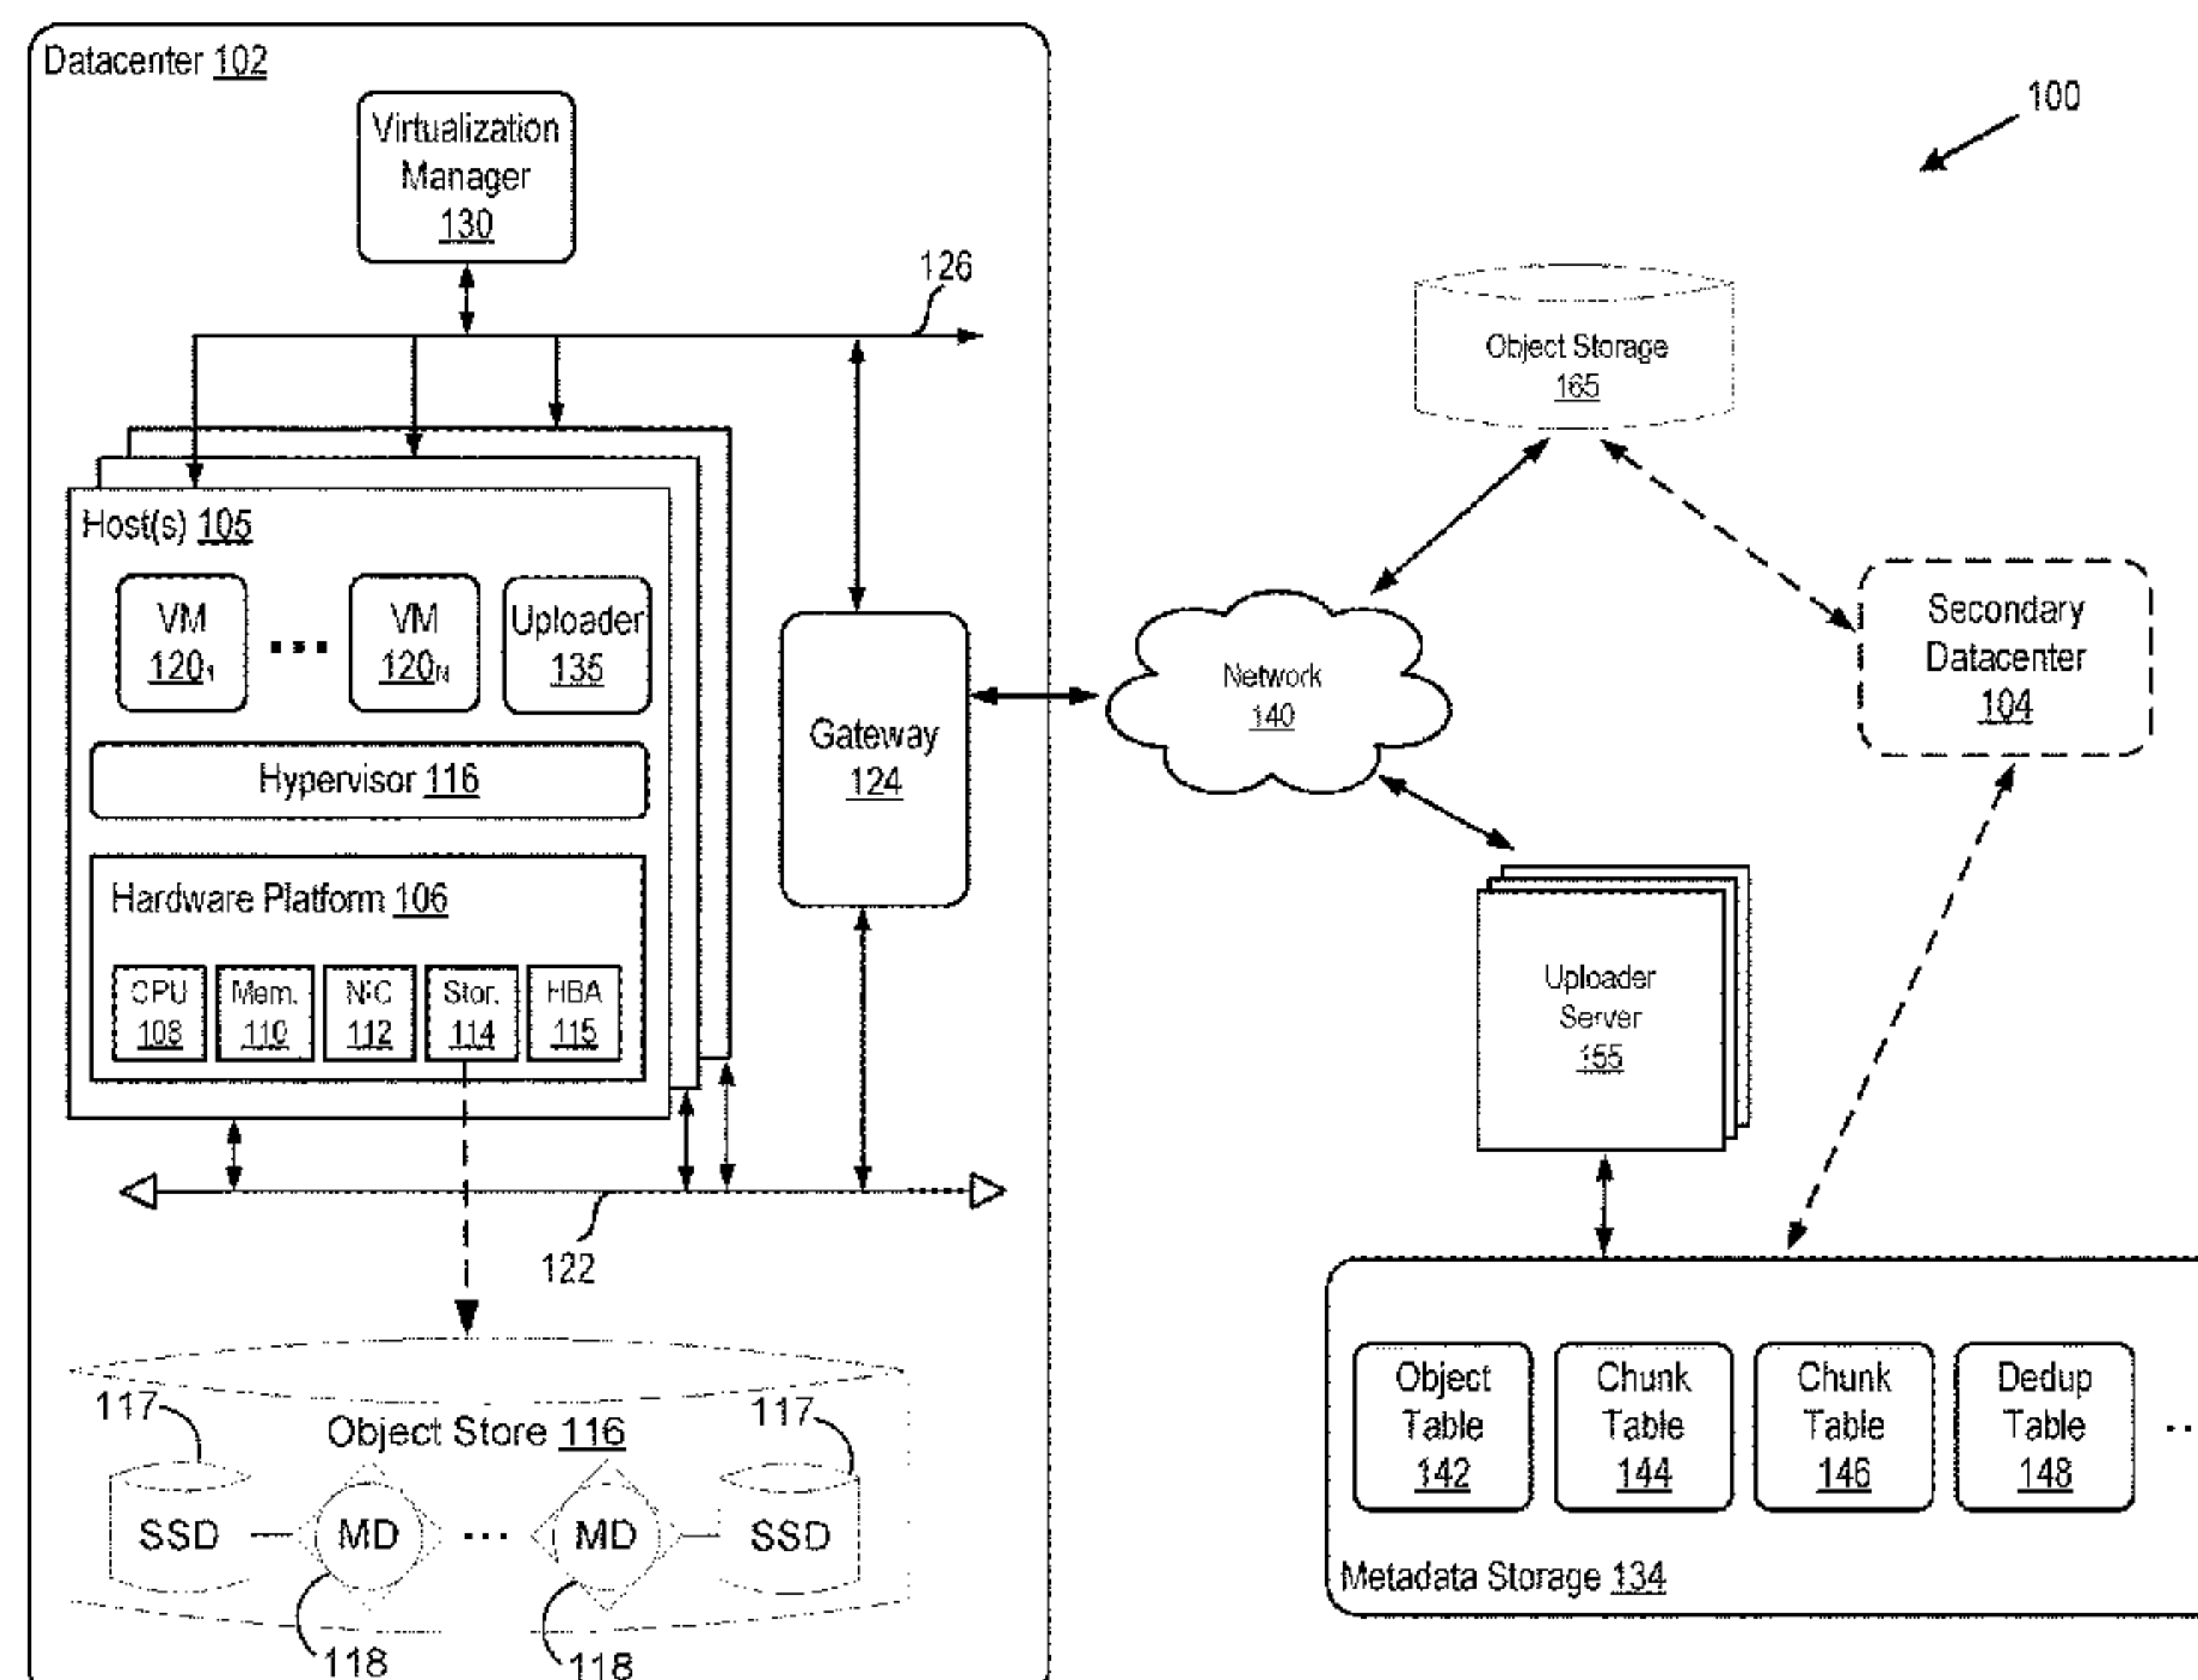 Datacenter 102
100
Virtualization
Manager
130
126
Object Storage
165
Host(s) 105
VM
120₁
...
VM
120N
Uploader
135
Secondary
Datacenter
104
Network
140
Gateway
124
Hypervisor 116
Hardware Platform 106
CPU
108
Mem.
110
NIC
112
Stor.
114
HBA
115
Uploader
Server
155
122
117
Object Store 116
117
SSD
MD
...
MD
SSD
118
118
Object
Table
142
Chunk
Table
144
Chunk
Table
146
Dedup
Table
148
..
Metadata Storage 134